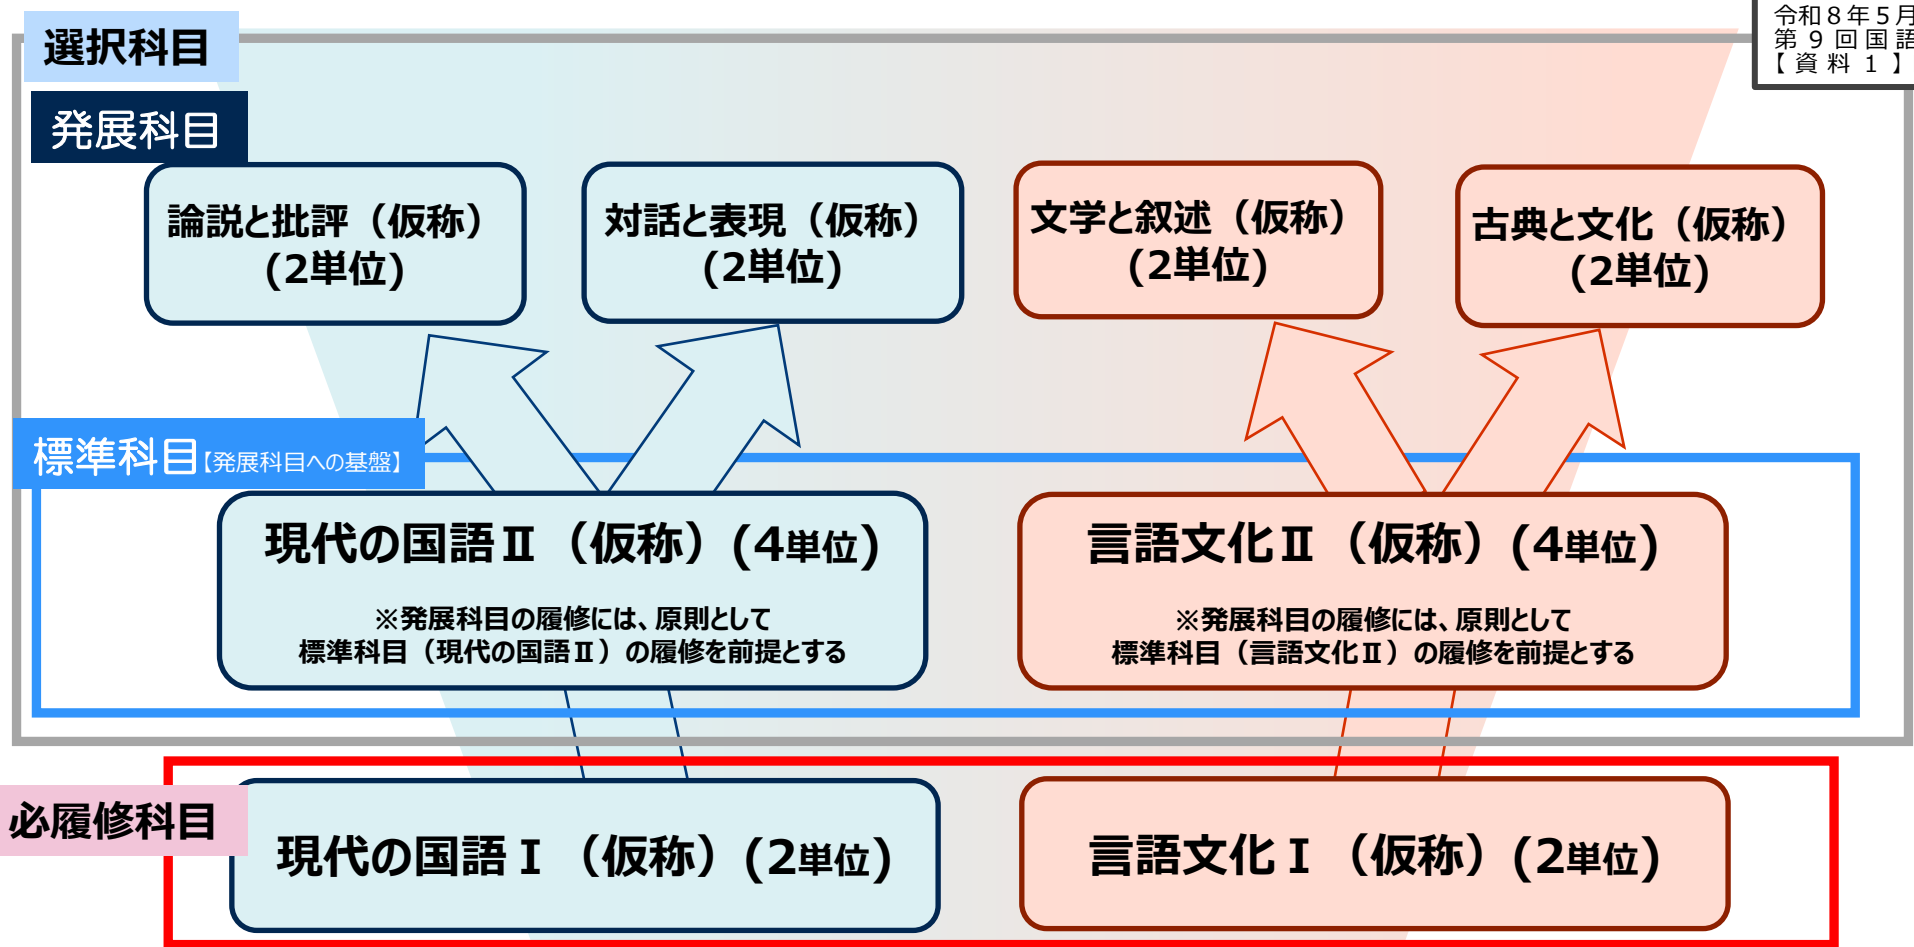 令和８年５月
第９回国語
【資料１】
選択科目
発展科目
論説と批評（仮称）
(2単位)
対話と表現（仮称）
(2単位)
文学と叙述（仮称）
(2単位)
古典と文化（仮称）
(2単位)
標準科目【発展科目への基盤】
現代の国語Ⅱ（仮称）(4単位)
※発展科目の履修には、原則として
標準科目（現代の国語Ⅱ）の履修を前提とする
言語文化Ⅱ（仮称）(4単位)
※発展科目の履修には、原則として
標準科目（言語文化Ⅱ）の履修を前提とする
必履修科目
現代の国語Ⅰ（仮称）(2単位)
言語文化Ⅰ（仮称）(2単位)